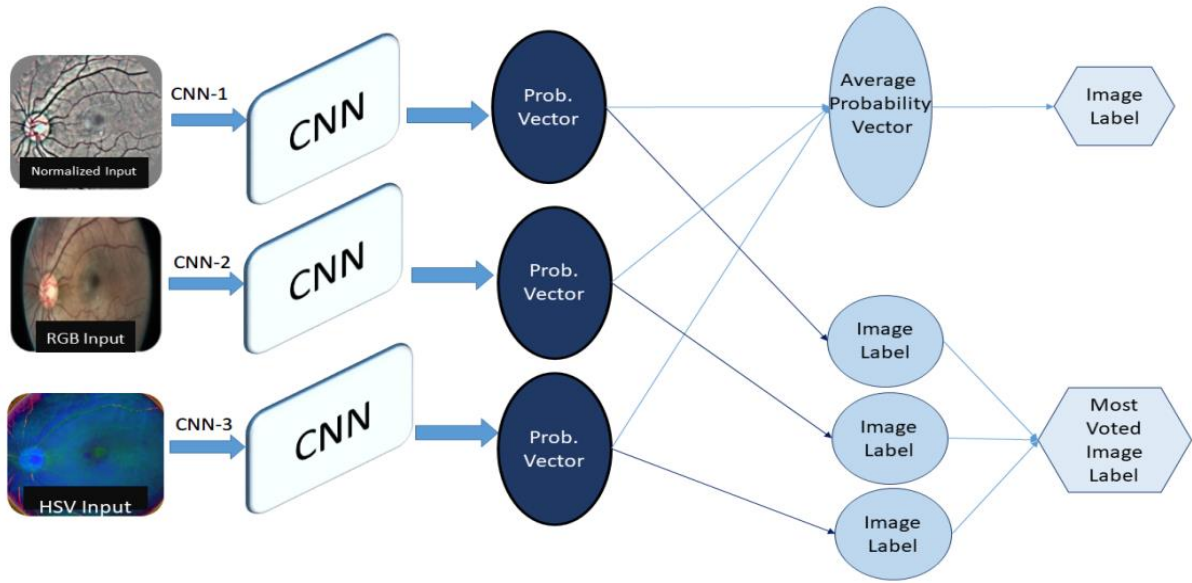 CNN-1
Normalized Input
CNN
Prob.
Vector
Average
Probability
Vector
Image
Label
CNN-2
RGB Input
CNN
Prob.
Vector
CNN-3
HSV Input
CNN
Prob.
Vector
Image
Label
Image
Label
Image
Label
Most
Voted
Image
Label